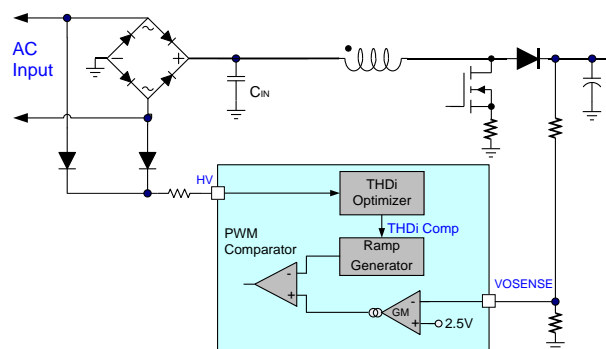 AC
Input
~
-
+
~
CIN
HV
THDi
Optimizer
THDi Comp
PWM
Comparator
Ramp
Generator
VOSENSE
-
+
GM
-
+
2.5V